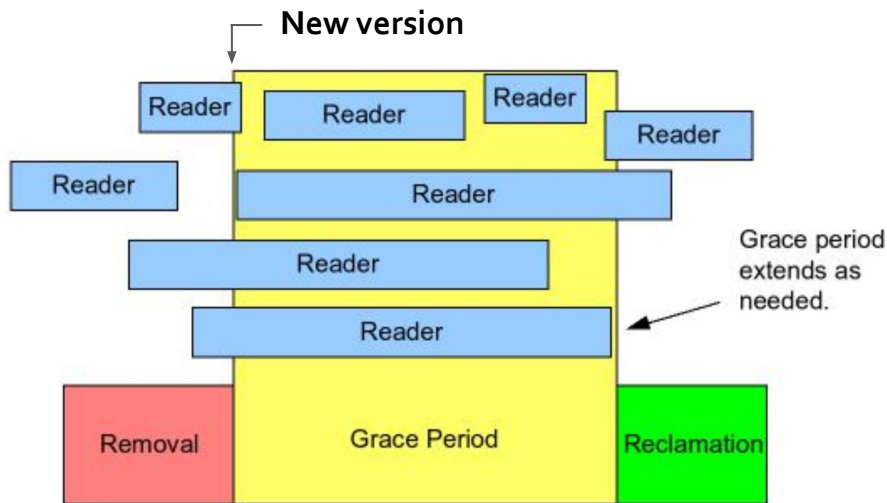 New version
Reader
Reader
Reader
Reader
Reader
Reader
Reader
Reader
Grace period
extends as
needed.
Removal
Grace Period
Reclamation